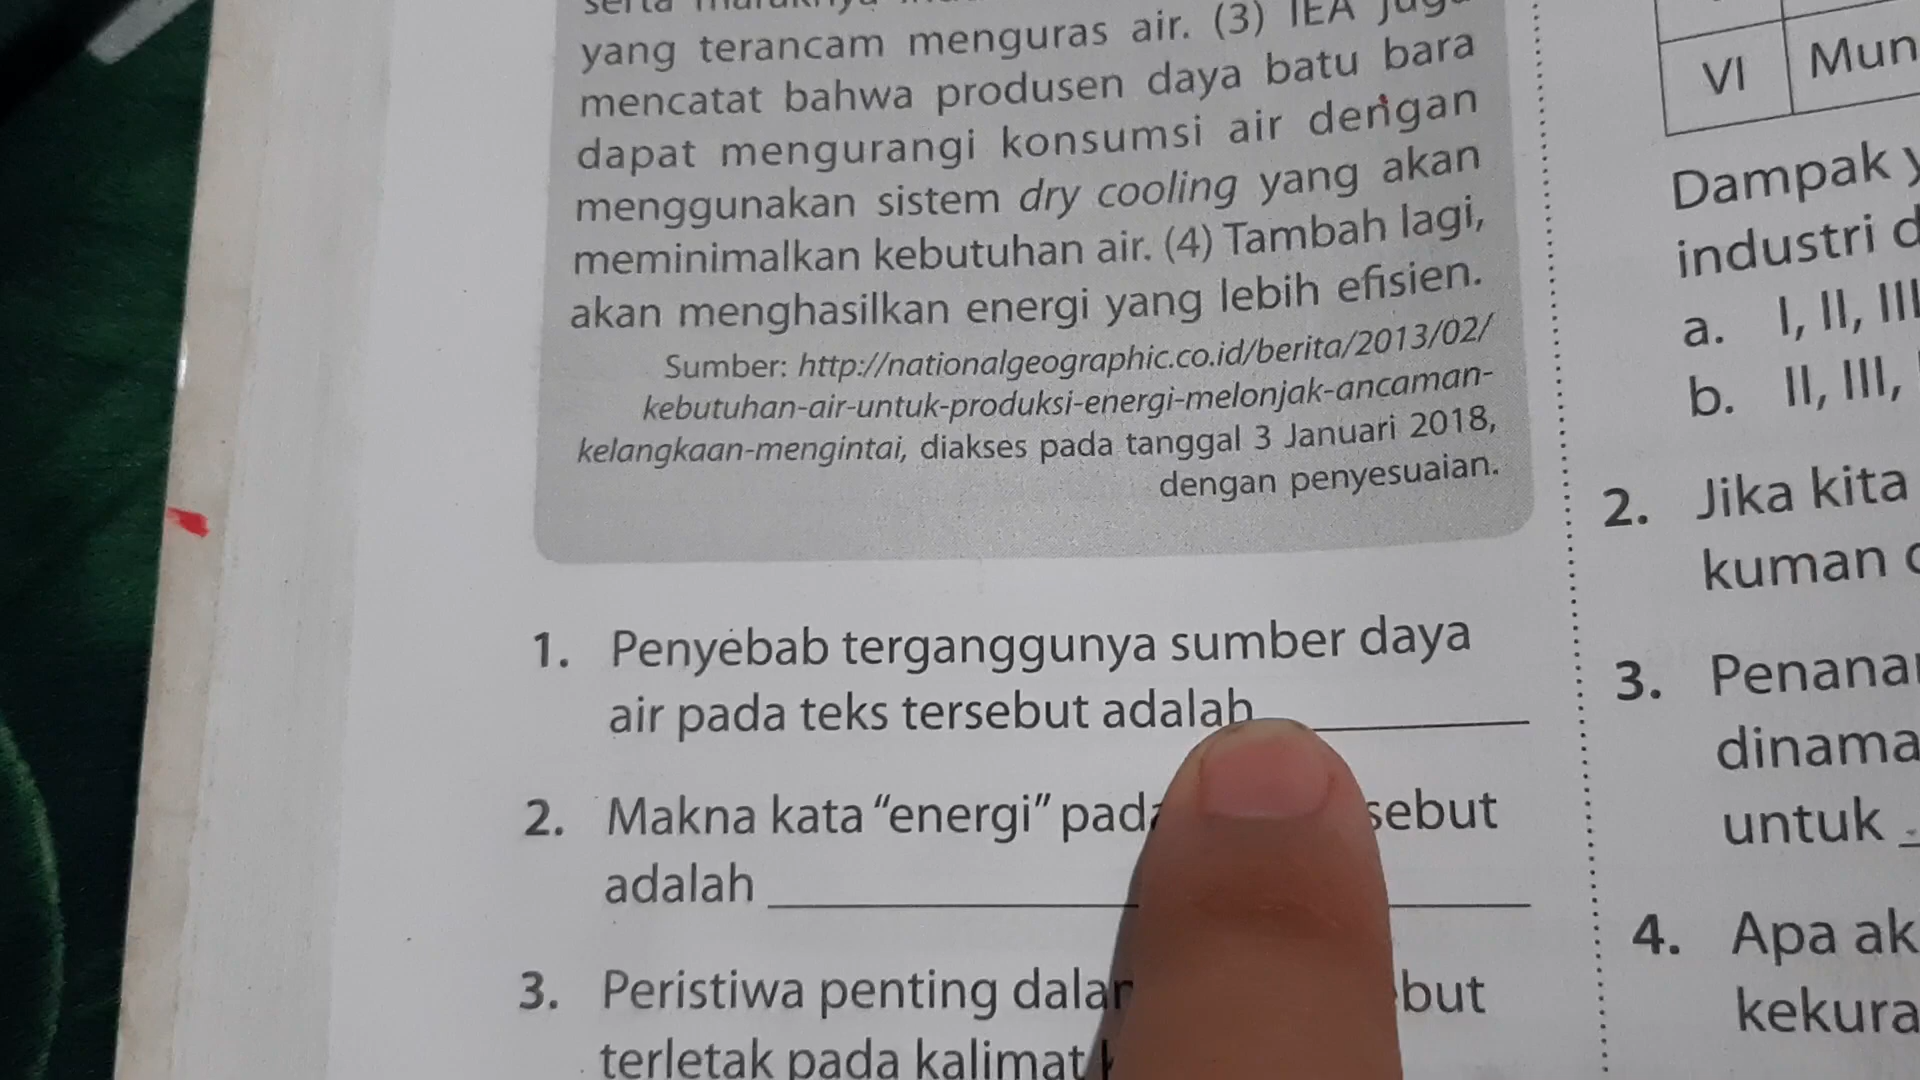 yang terancam menguras air. (3) IEA
mencatat bahwa produsen daya batu bara
dapat mengurangi konsumsi air dengan
menggunakan sistem dry cooling yang akan
meminimalkan kebutuhan air. (4) Tambah lagi,
akan menghasilkan energi yang lebih efisien.
Sumber: http://nationalgeographic.co.id/berita/2013/02/
kebutuhan-air-untuk-produksi-energi-melonjak-ancaman-
kelangkaan-mengintai, diakses pada tanggal 3 Januari 2018,
dengan penyesuaian.
1. Penyebab terganggunya sumber daya
air pada teks tersebut adalah
2. Makna kata “energi” pada sebut
adalah
3. Peristiwa penting dalam but
terletak pada kalimat
VI Mun
Dampak
industri
a. I, II, III
b. II, III,
2. Jika kita
kuman
3. Penana
dinama
untuk
4. Apa ak
kekura